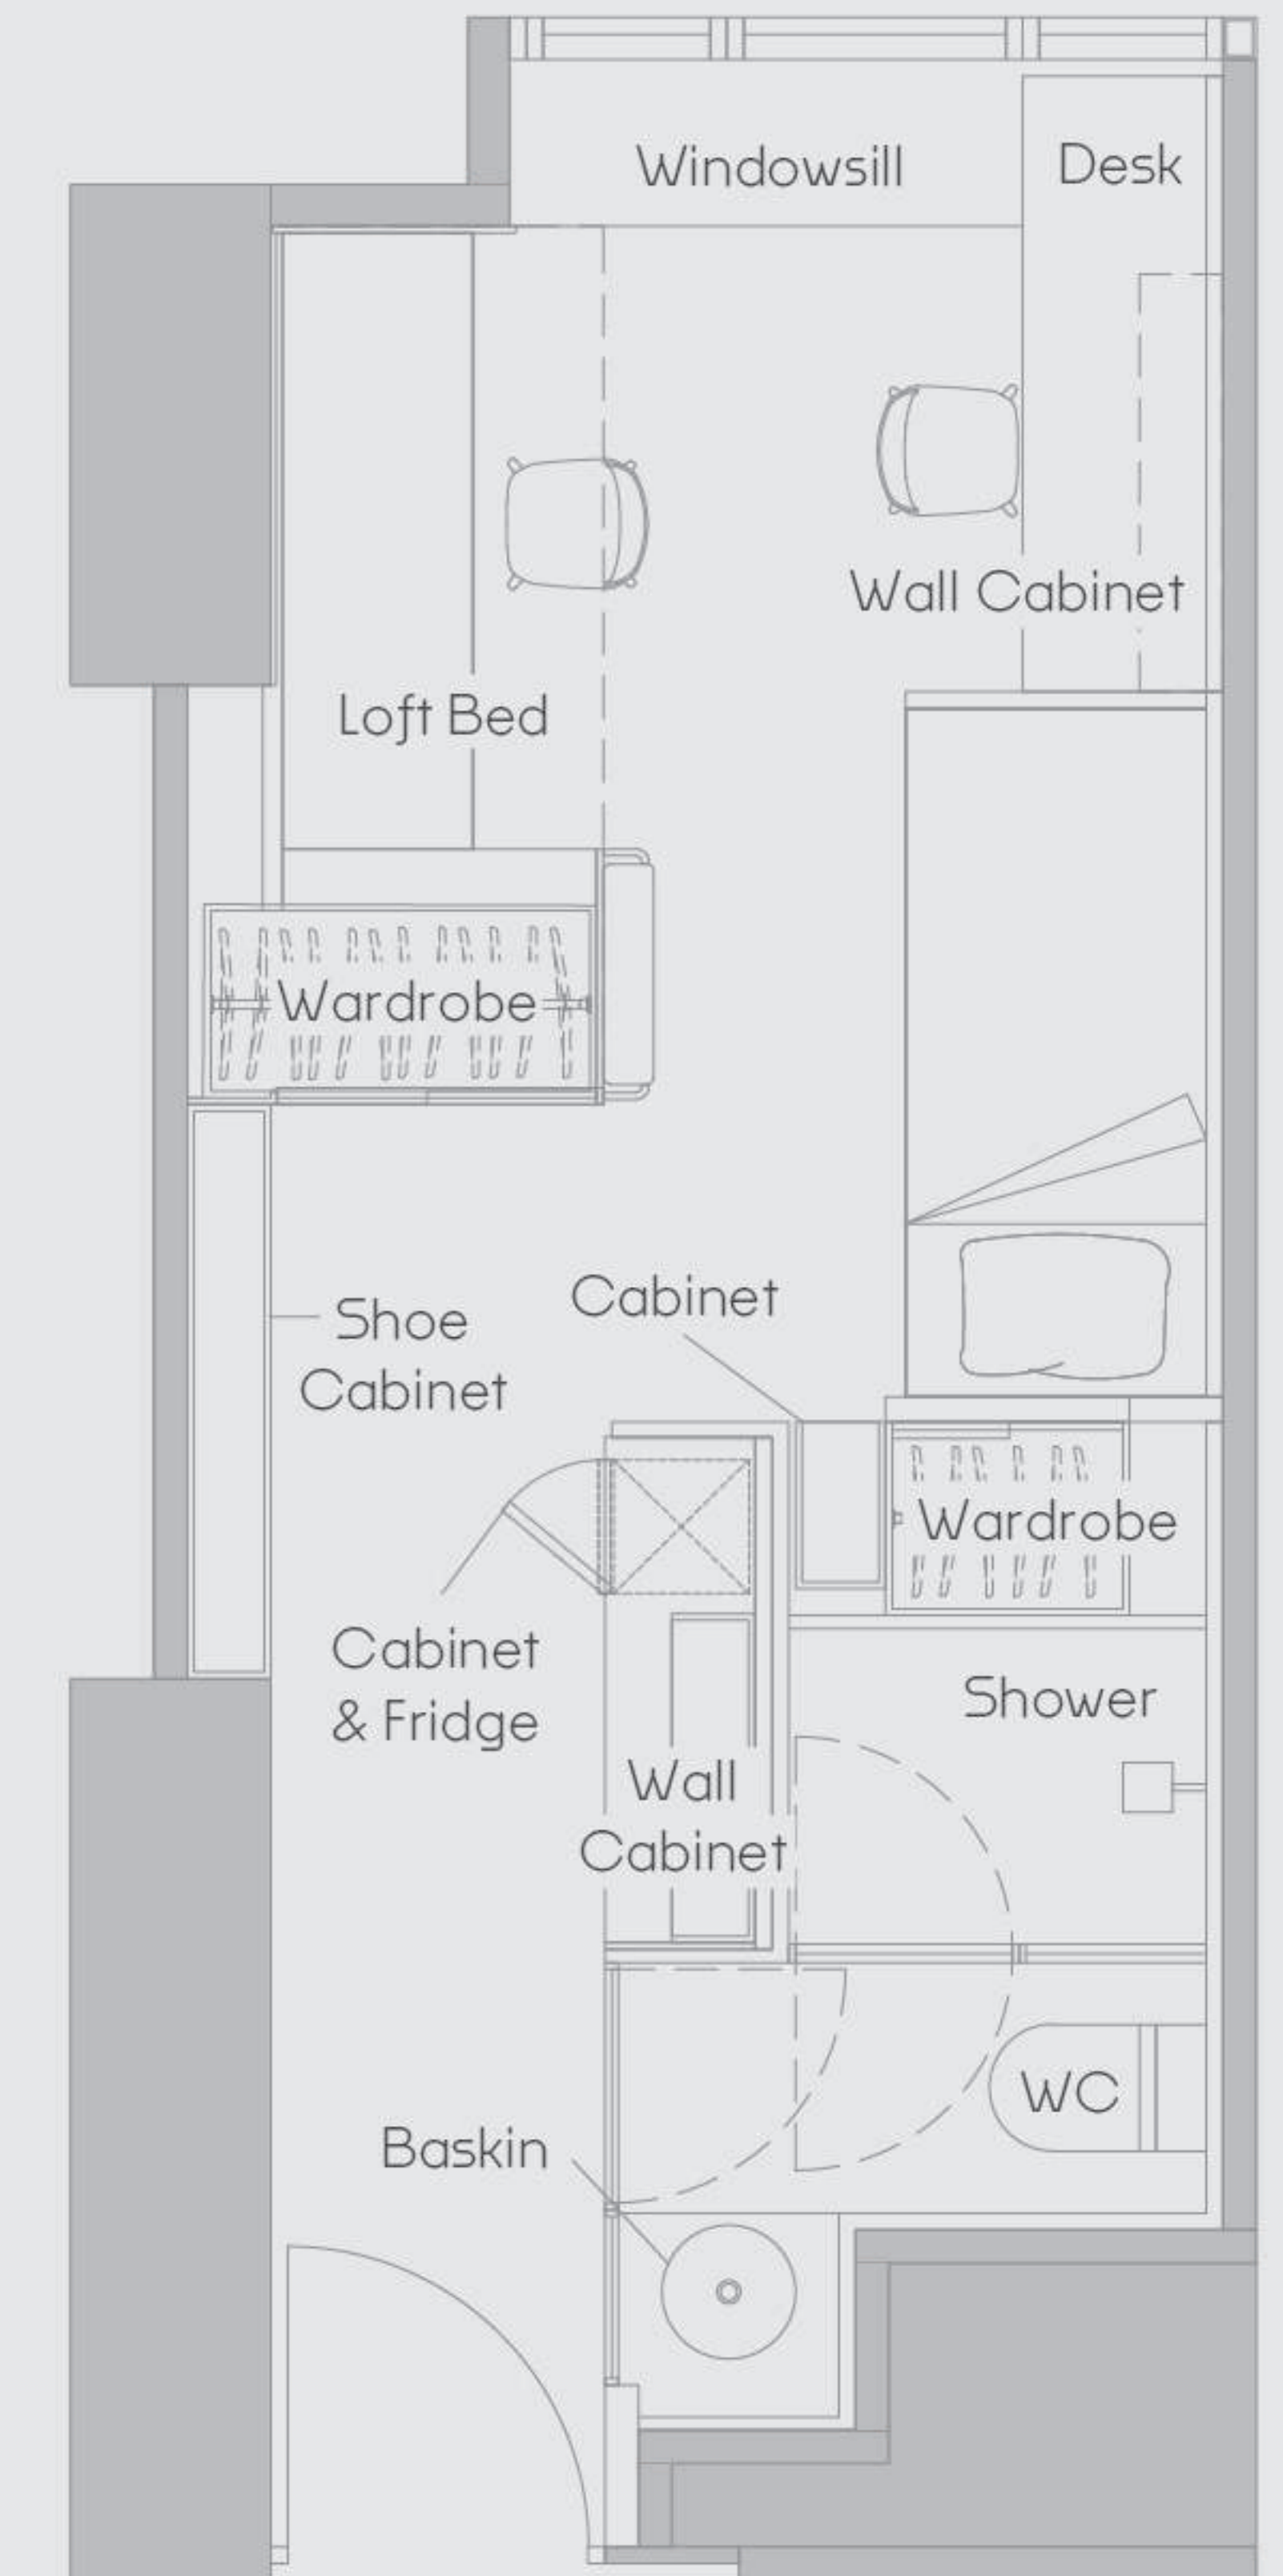 Windowsill
Desk
Wall Cabinet
Loft Bed
Wardrobe
Cabinet
Shoe
Cabinet
Wardrobe
Cabinet
& Fridge
Shower
Wall
Cabinet
WC
Baskin